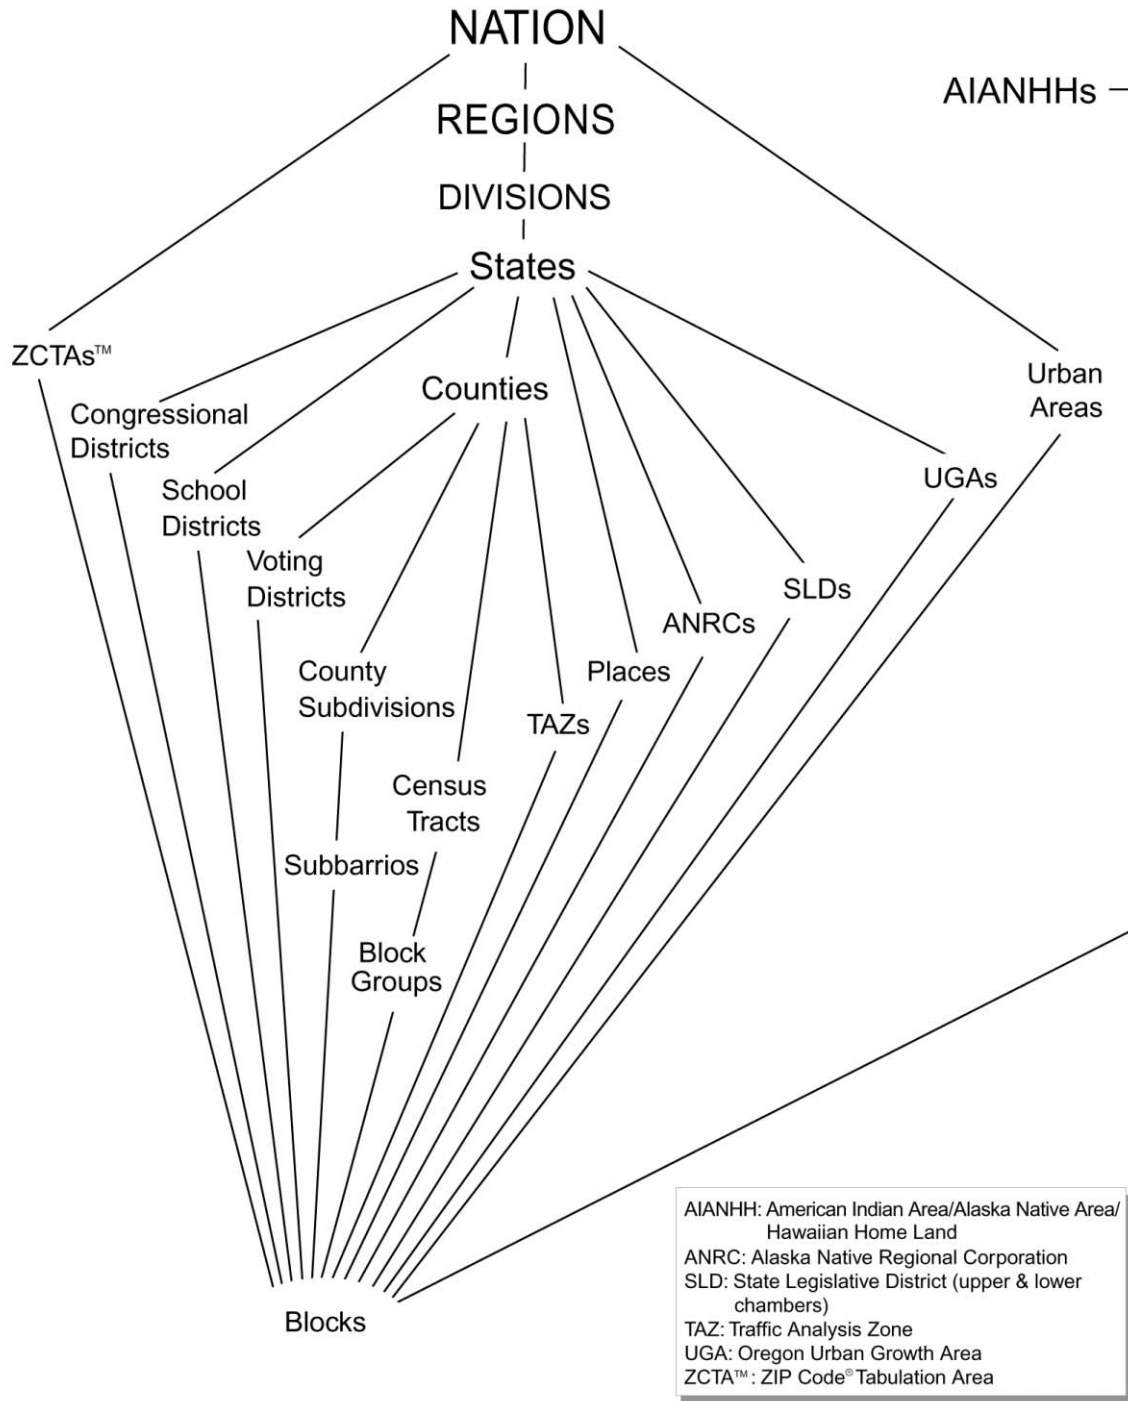 NATION
AIANHHs
REGIONS
DIVISIONS
States
ZCTAs™
Counties
Urban
Areas
Congressional
Districts
School
Districts
UGAs
Voting
Districts
SLDs
ANRCs
County
Subdivisions
Places
TAZs
Census
Tracts
Subbarrios
Block
Groups
Blocks
AIANHH: American Indian Area/Alaska Native Area/
Hawaiian Home Land
ANRC: Alaska Native Regional Corporation
SLD: State Legislative District (upper & lower
chambers)
TAZ: Traffic Analysis Zone
UGA: Oregon Urban Growth Area
ZCTA™: ZIP Code® Tabulation Area